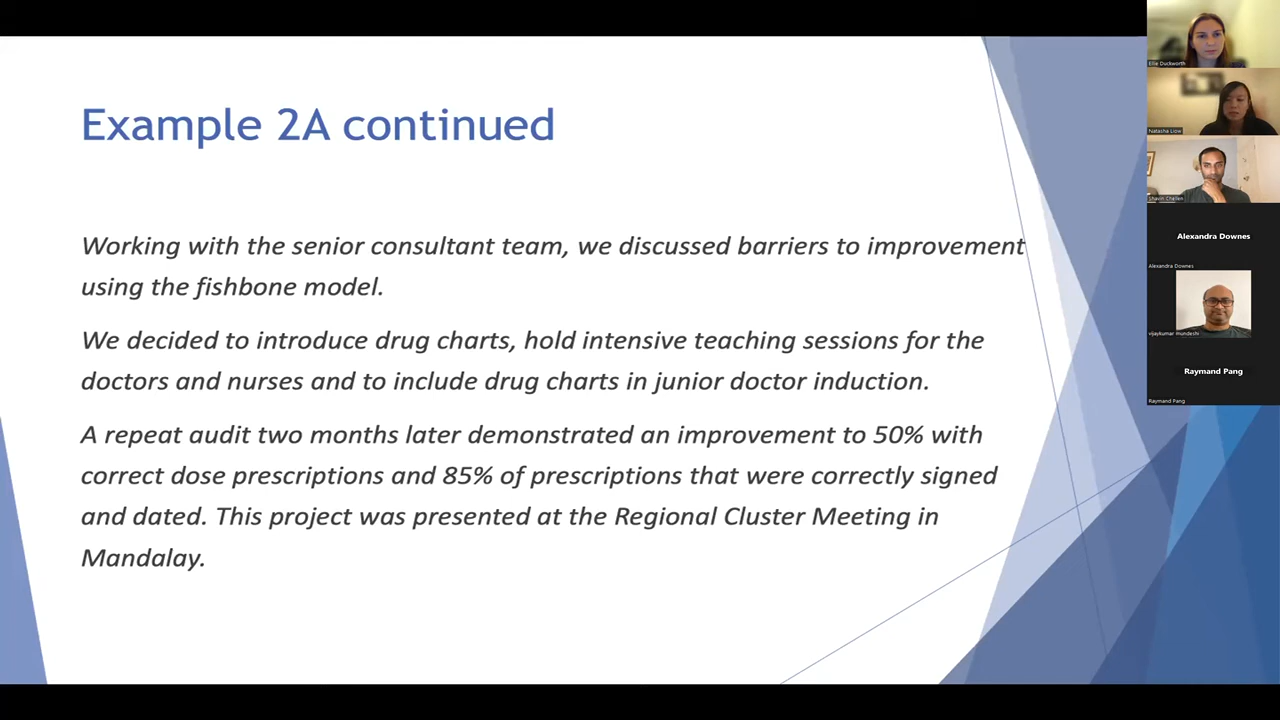 Example 2A continued
Working with the senior consultant team, we discussed barriers to improvement
using the fishbone model.
We decided to introduce drug charts, hold intensive teaching sessions for the
doctors and nurses and to include drug charts in junior doctor induction.
A repeat audit two months later demonstrated an improvement to 50% with
correct dose prescriptions and 85% of prescriptions that were correctly signed
and dated. This project was presented at the Regional Cluster Meeting in
Mandalay.
Ellie Duckworth
Natasha Liow
Shavin Chellen
Alexandra Downes
Alexandra Downes
vijaykumar mundeshi
Raymand Pang
Raymand Pang